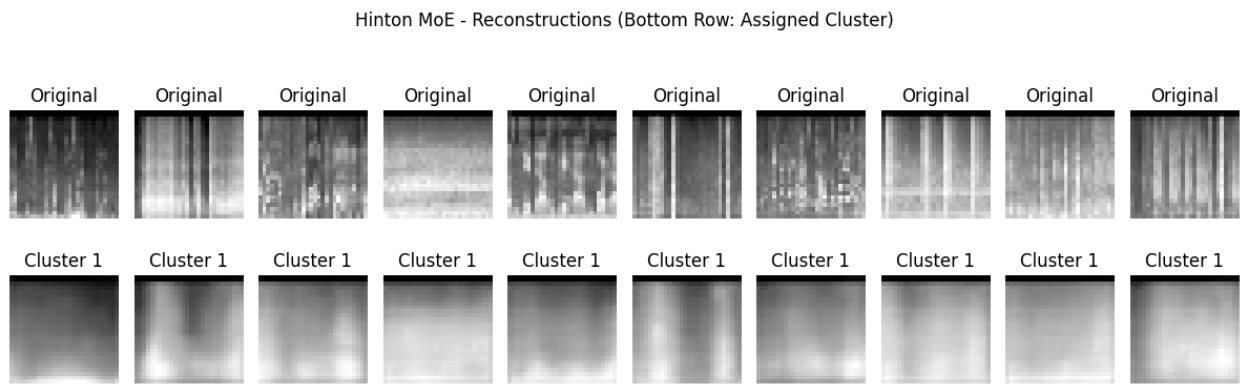 Hinton MoE - Reconstructions (Bottom Row: Assigned Cluster)
Original Original Original Original Original Original Original Original Original Original
Cluster 1 Cluster 1 Cluster 1 Cluster 1 Cluster 1 Cluster 1 Cluster 1 Cluster 1 Cluster 1 Cluster 1